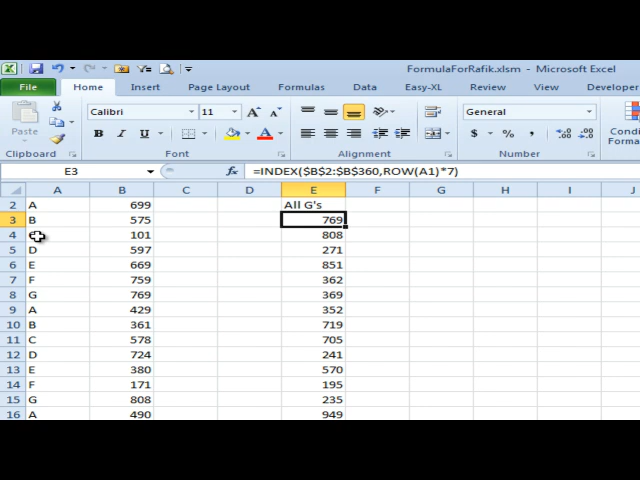 FormulaForRafik.xlsm - Microsoft Excel
File Home Insert Page Layout Formulas Data Easy-XL Review View Developer
Paste Calibri 11 General
B I U $ % , Condi
Forma
Clipboard Font Alignment Number
E3 fx =INDEX($B$2:$B$360,ROW(A1)*7)
A B C D E F G H I J
2 A 699 All G's
3 B 575 769
4 101 808
5 D 597 271
6 E 669 851
7 F 759 362
8 G 769 369
9 A 429 352
10 B 361 719
11 C 578 705
12 D 724 241
13 E 380 570
14 F 171 195
15 G 808 235
16 A 490 949